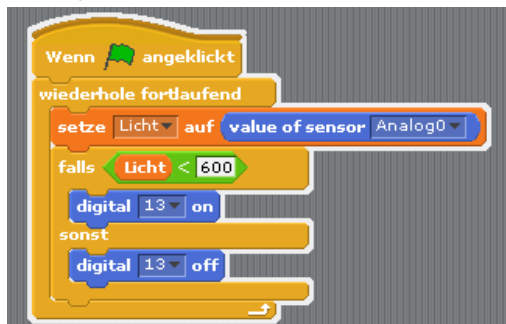 Wenn angeklickt
wiederhole fortlaufend
setze Licht auf value of sensor Analog0
falls Licht < 600
digital 13 on
sonst
digital 13 off